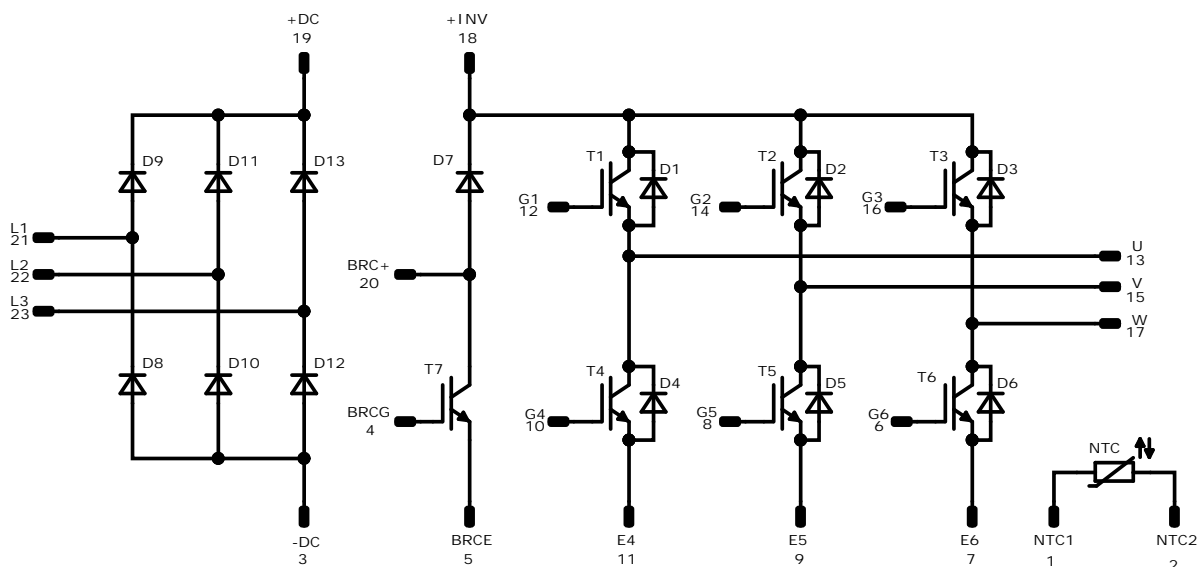 +DC
19
+INV
18
D9
D11
D13
D7
T1
D1
T2
D2
T3
D3
G1
12
G2
14
G3
16
L1
21
L2
22
L3
23
BRC+
20
U
13
V
15
W
17
D8
D10
D12
T7
T4
D4
T5
D5
T6
D6
BRCG
4
G4
10
G5
8
G6
6
NTC
-DC
3
BRCE
5
E4
11
E5
9
E6
7
NTC1
1
NTC2
2